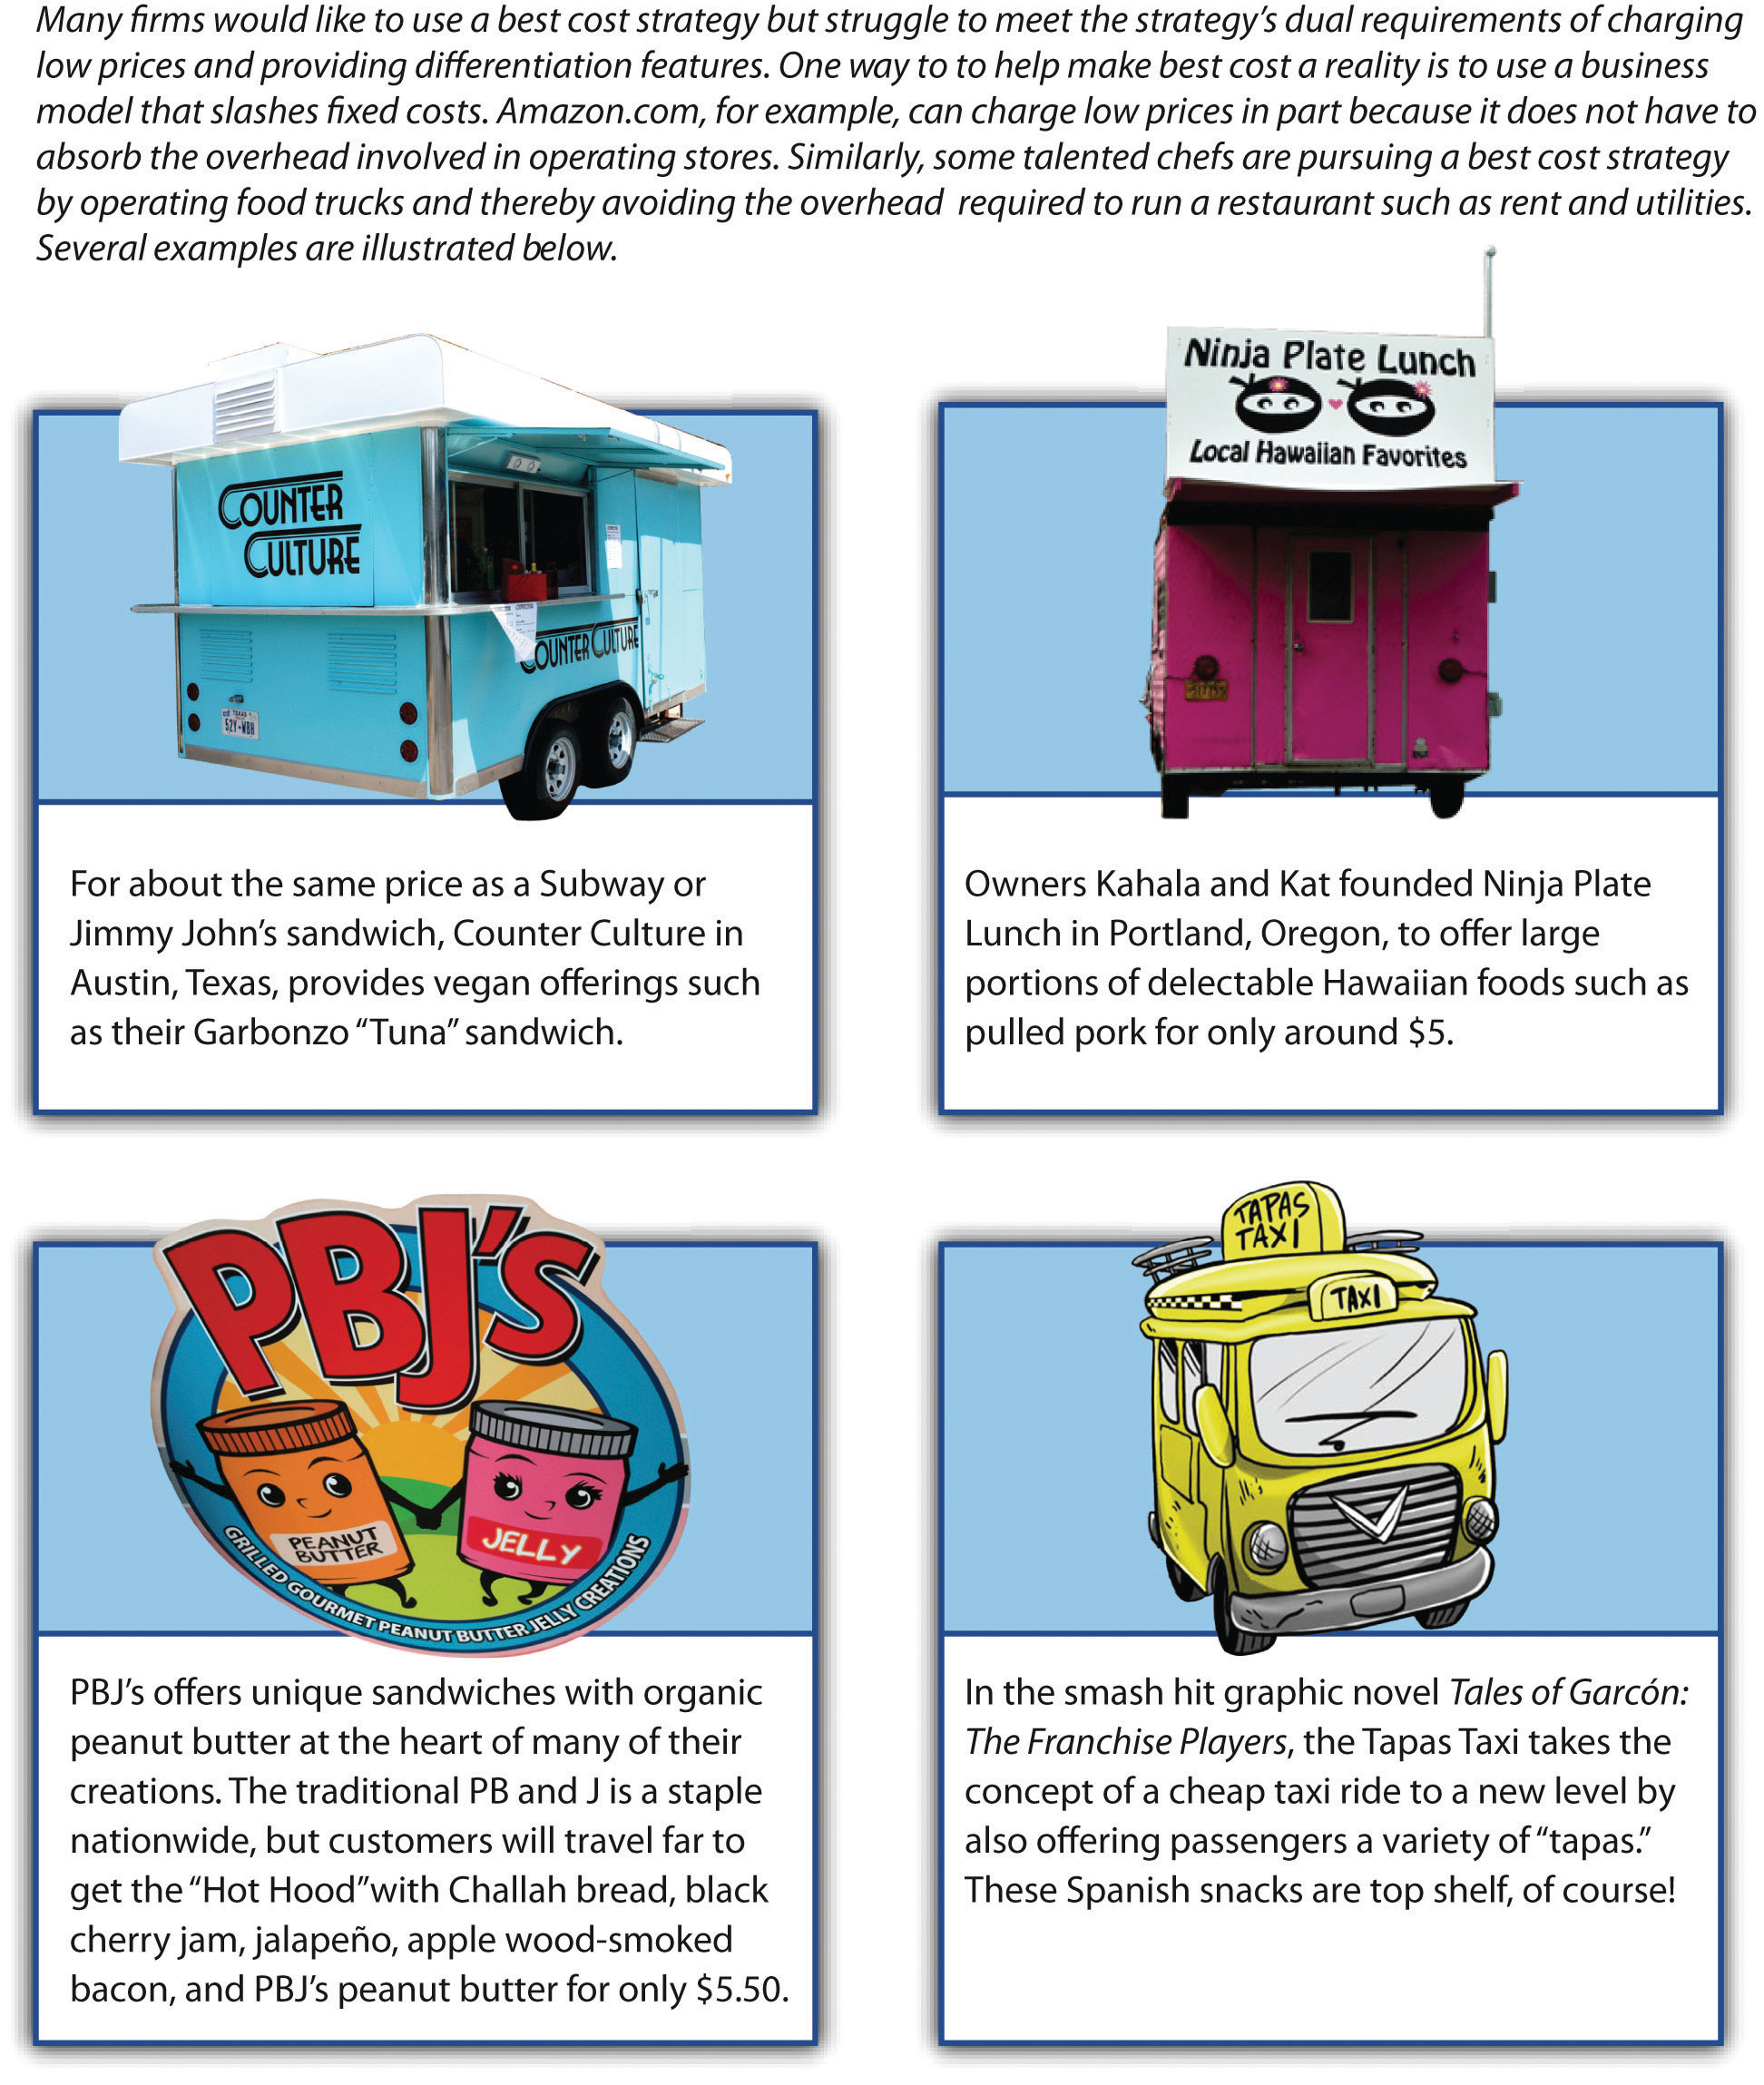 Many firms would like to use a best cost strategy but struggle to meet the strategy’s dual requirements of charging
low prices and providing differentiation features. One way to to help make best cost a reality is to use a business
model that slashes fixed costs. Amazon.com, for example, can charge low prices in part because it does not have to
absorb the overhead involved in operating stores. Similarly, some talented chefs are pursuing a best cost strategy
by operating food trucks and thereby avoiding the overhead required to run a restaurant such as rent and utilities.
Several examples are illustrated below.
COUNTER
CULTURE
COUNTER CULTURE
TEXAS
52Y-WBH
For about the same price as a Subway or
Jimmy John’s sandwich, Counter Culture in
Austin, Texas, provides vegan offerings such
as their Garbonzo “Tuna” sandwich.
Ninja Plate Lunch
Local Hawaiian Favorites
Owners Kahala and Kat founded Ninja Plate
Lunch in Portland, Oregon, to offer large
portions of delectable Hawaiian foods such as
pulled pork for only around $5.
PBJ'S
PEANUT
BUTTER
JELLY
GRILLED GOURMET PEANUT BUTTER JELLY CREATIONS
PBJ’s offers unique sandwiches with organic
peanut butter at the heart of many of their
creations. The traditional PB and J is a staple
nationwide, but customers will travel far to
get the “Hot Hood”with Challah bread, black
cherry jam, jalapeño, apple wood-smoked
bacon, and PBJ’s peanut butter for only $5.50.
TAPAS
TAXI
TAXI
In the smash hit graphic novel Tales of Garcón:
The Franchise Players, the Tapas Taxi takes the
concept of a cheap taxi ride to a new level by
also offering passengers a variety of “tapas.”
These Spanish snacks are top shelf, of course!